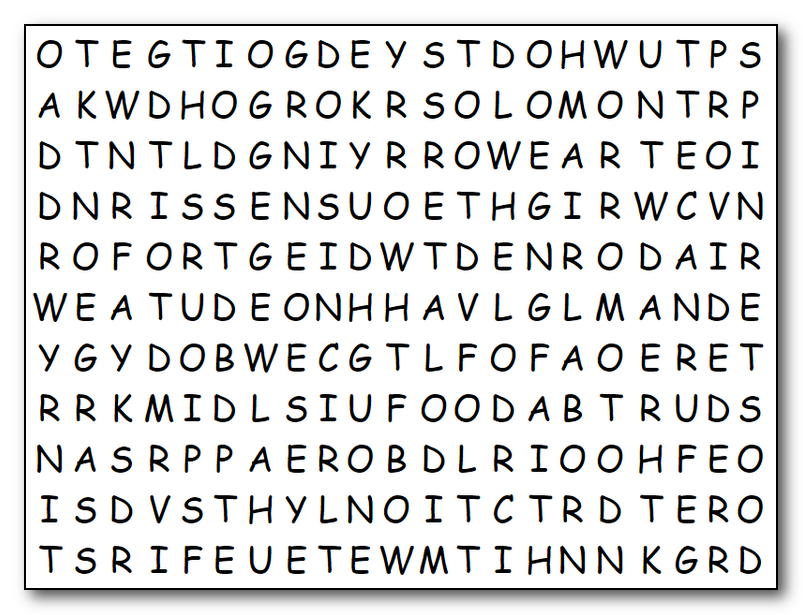 O T E G T I O G D E Y S T D O H W U T P S
A K W D H O G R O K R S O L O M O N T R P
D T N T L D G N I Y R R O W E A R T E O I
D N R I S S E N S U O E T H G I R W C V N
R O F O R T G E I D W T D E N R O D A I R
W E A T U D E O N H H A V L G L M A N D E
Y G Y D O B W E C G T L F O F A O E R E T
R R K M I D L S I U F O O D A B T R U D S
N A S R P P A E R O B D L R I O O H F E O
I S D V S T H Y L N O I T C T R D T E R O
T S R I F E U E T E W M T I H N N K G R D